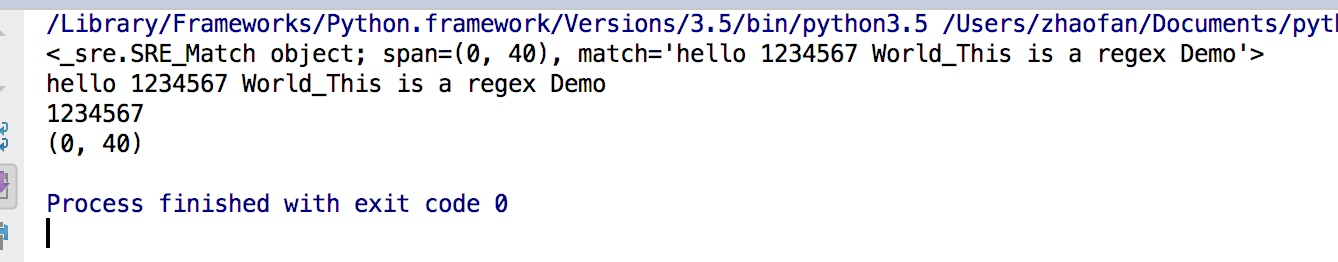 /Library/Frameworks/Python.framework/Versions/3.5/bin/python3.5 /Users/zhaofan/Documents/pyt
<_sre.SRE_Match object; span=(0, 40), match='hello 1234567 World_This is a regex Demo'>
hello 1234567 World_This is a regex Demo
1234567
(0, 40)
Process finished with exit code 0